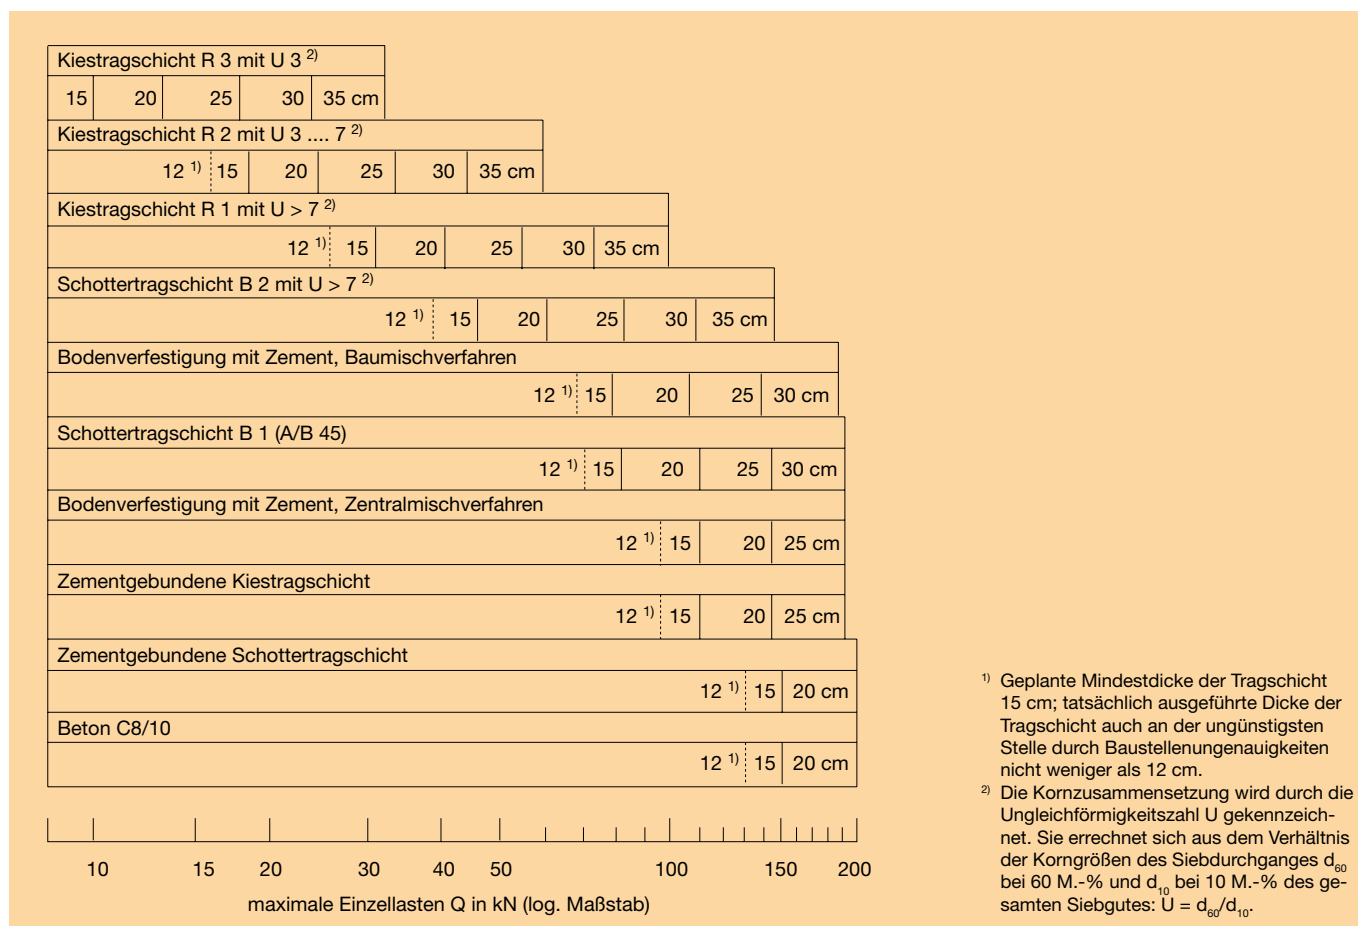 Kiestragschicht R 3 mit U 3 2)
15 20 25 30 35 cm
Kiestragschicht R 2 mit U 3 .... 7 2)
12 1) 15 20 25 30 35 cm
Kiestragschicht R 1 mit U > 7 2)
12 1) 15 20 25 30 35 cm
Schottertragschicht B 2 mit U > 7 2)
12 1) 15 20 25 30 35 cm
Bodenverfestigung mit Zement, Baumischverfahren
12 1) 15 20 25 30 cm
Schottertragschicht B 1 (A/B 45)
12 1) 15 20 25 30 cm
Bodenverfestigung mit Zement, Zentralmischverfahren
12 1) 15 20 25 cm
Zementgebundene Kiestragschicht
12 1) 15 20 25 cm
Zementgebundene Schottertragschicht
12 1) 15 20 cm
Beton C8/10
12 1) 15 20 cm
10 15 20 30 40 50 100 150 200
maximale Einzellasten Q in kN (log. Maßstab)
1) Geplante Mindestdicke der Tragschicht
15 cm; tatsächlich ausgeführte Dicke der
Tragschicht auch an der ungünstigsten
Stelle durch Baustellenungenauigkeiten
nicht weniger als 12 cm.
2) Die Kornzusammensetzung wird durch die
Ungleichförmigkeitszahl U gekennzeich-
net. Sie errechnet sich aus dem Verhältnis
der Korngrößen des Siebdurchganges d60
bei 60 M.-% und d10 bei 10 M.-% des ge-
samten Siebgutes: U = d60/d10.